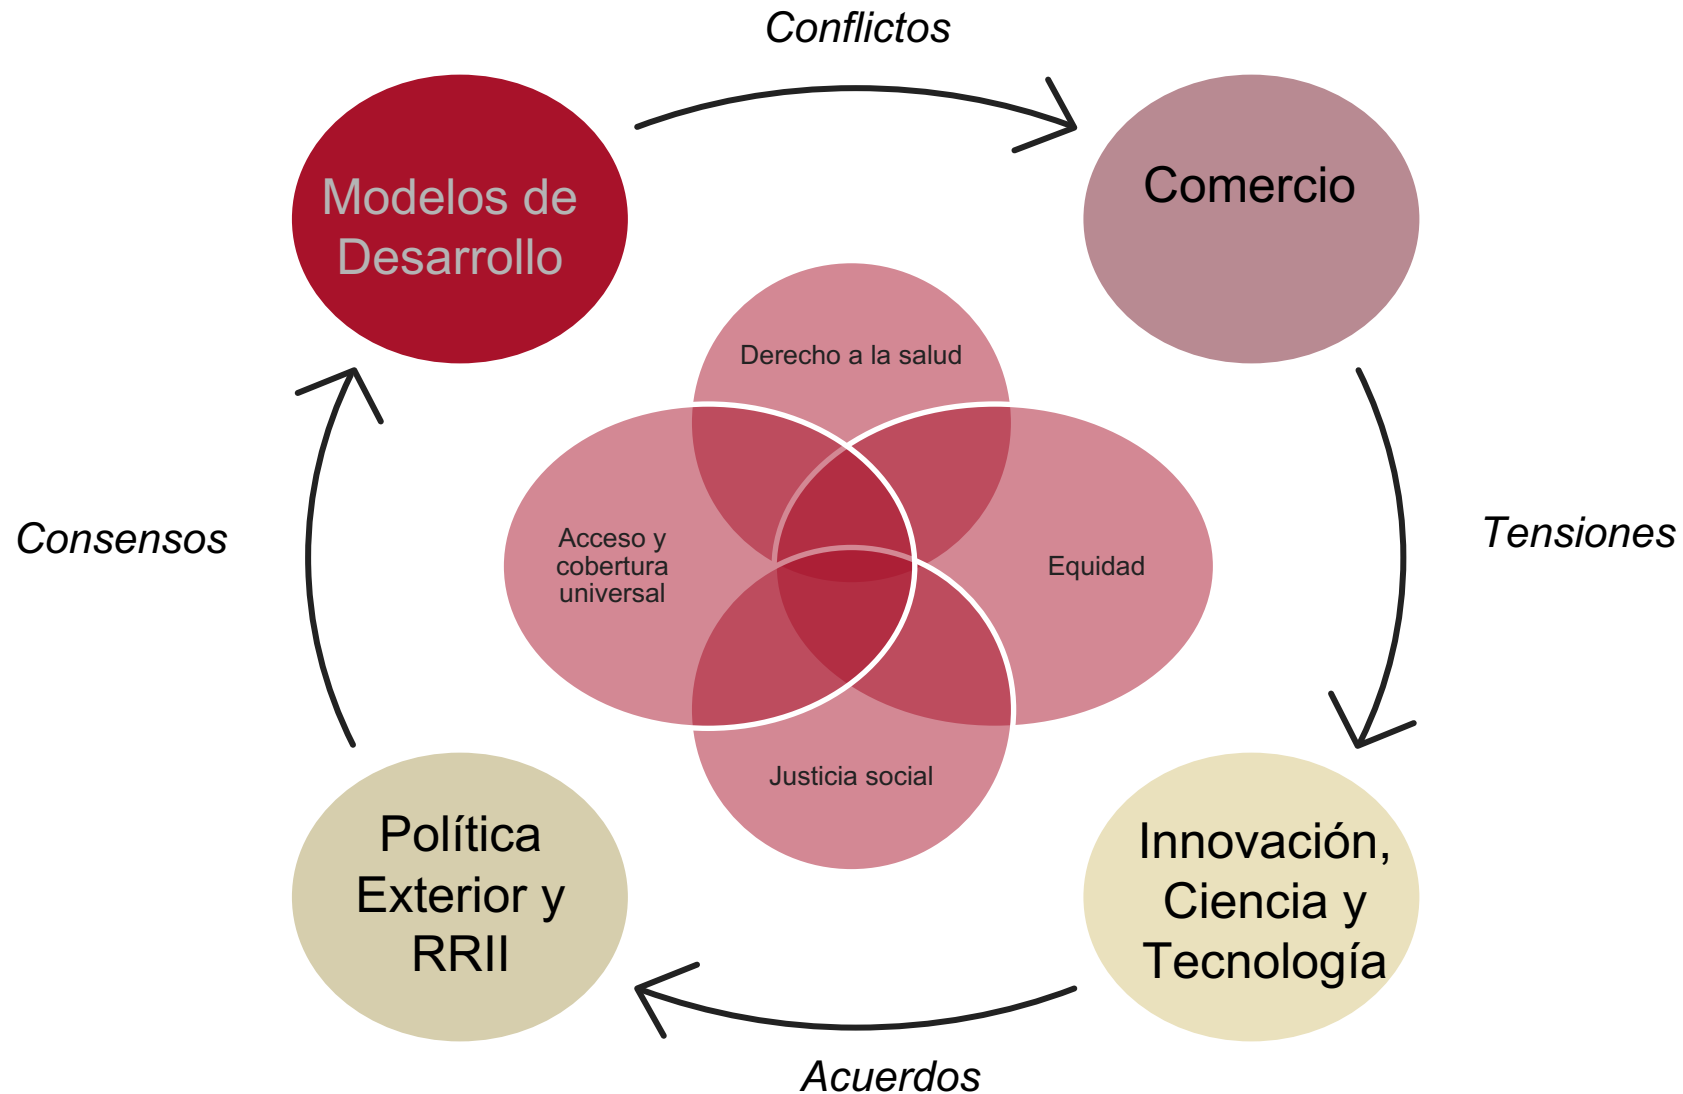 Conflictos
Modelos de
Desarrollo
Comercio
Derecho a la salud
Consensos
Acceso y
cobertura
universal
Equidad
Tensiones
Justicia social
Política
Exterior y
RRII
Innovación,
Ciencia y
Tecnología
Acuerdos